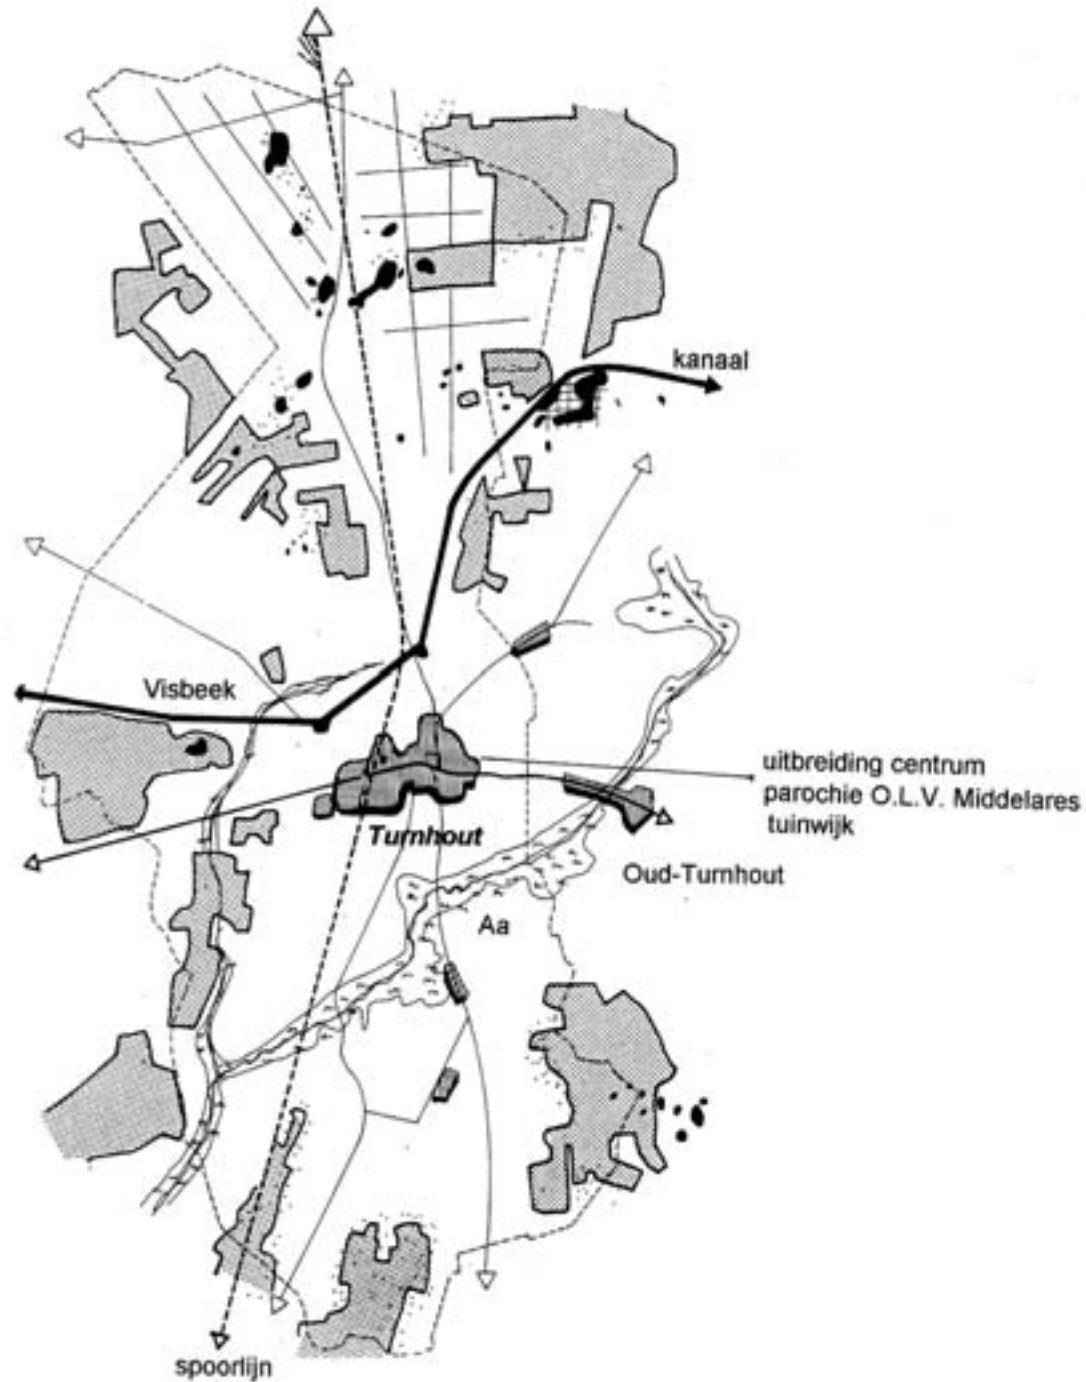 kanaal
Visbeek
uitbreiding centrum
parochie O.L.V. Middelares
tuinwijk
Turnhout
Oud-Turnhout
Aa
spoorlijn